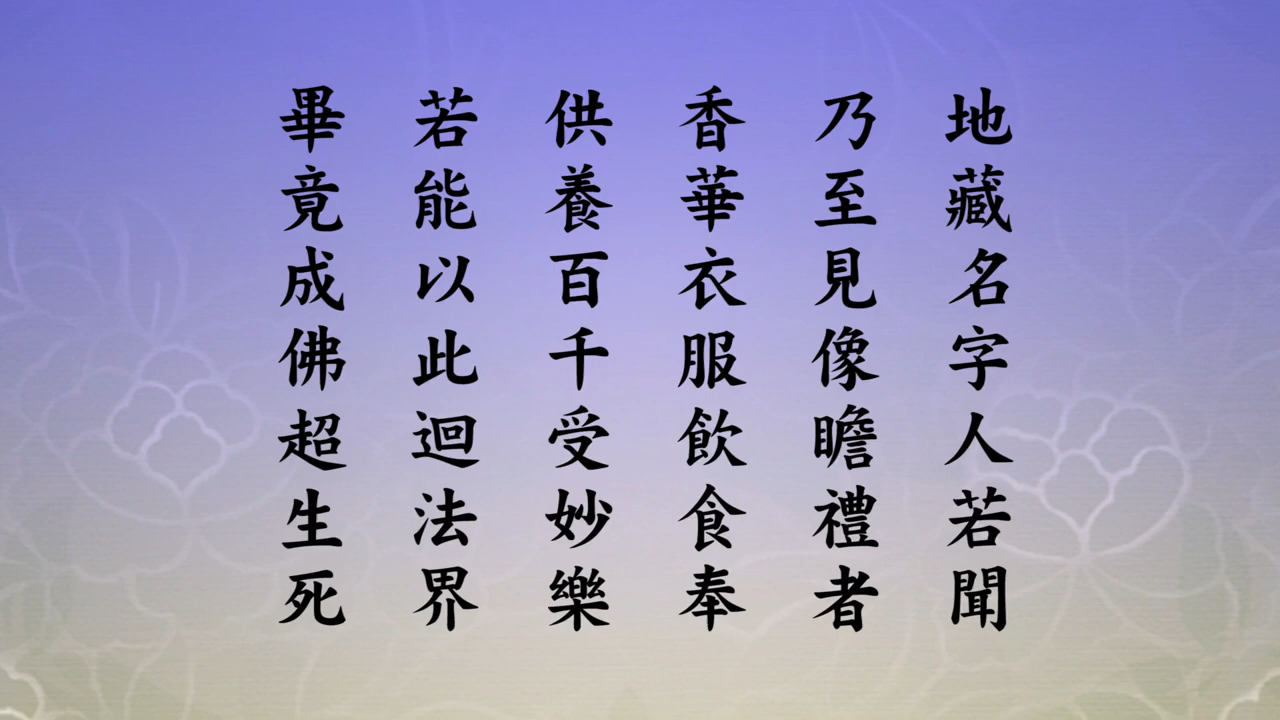 地藏名字人若聞
乃至見像瞻禮者
香華衣服飲食奉
供養百千受妙樂
若能以此迴法界
畢竟成佛超生死